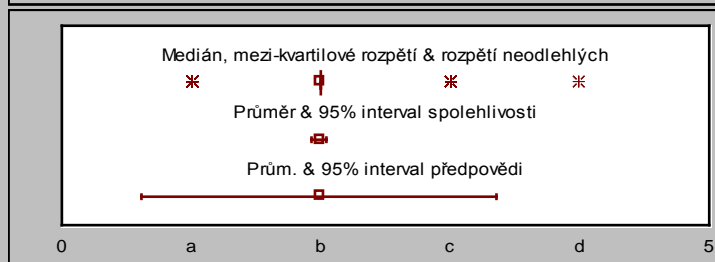 Medián, mezi-kvartilové rozpětí & rozpětí neodlehlých
Průměr & 95% interval spolehlivosti
Prům. & 95% interval předpovědi
0 a b c d 5